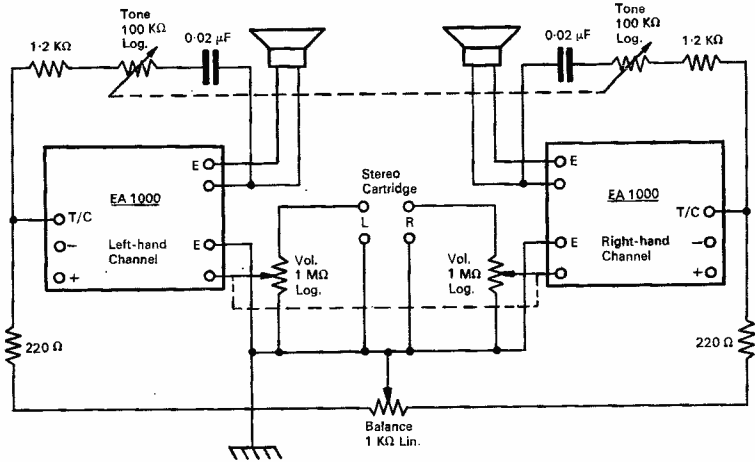 Tone
100 KΩ
Log.
1·2 KΩ
0·02 µF
0·02 µF
Tone
100 KΩ
Log.
1·2 KΩ
E
EA 1000
T/C
−
+
Left-hand
Channel
E
Stereo
Cartridge
L
R
Vol.
1 MΩ
Log.
Vol.
1 MΩ
Log.
E
EA 1000
T/C
E
Right-hand
Channel
−
+
220 Ω
220 Ω
Balance
1 KΩ Lin.